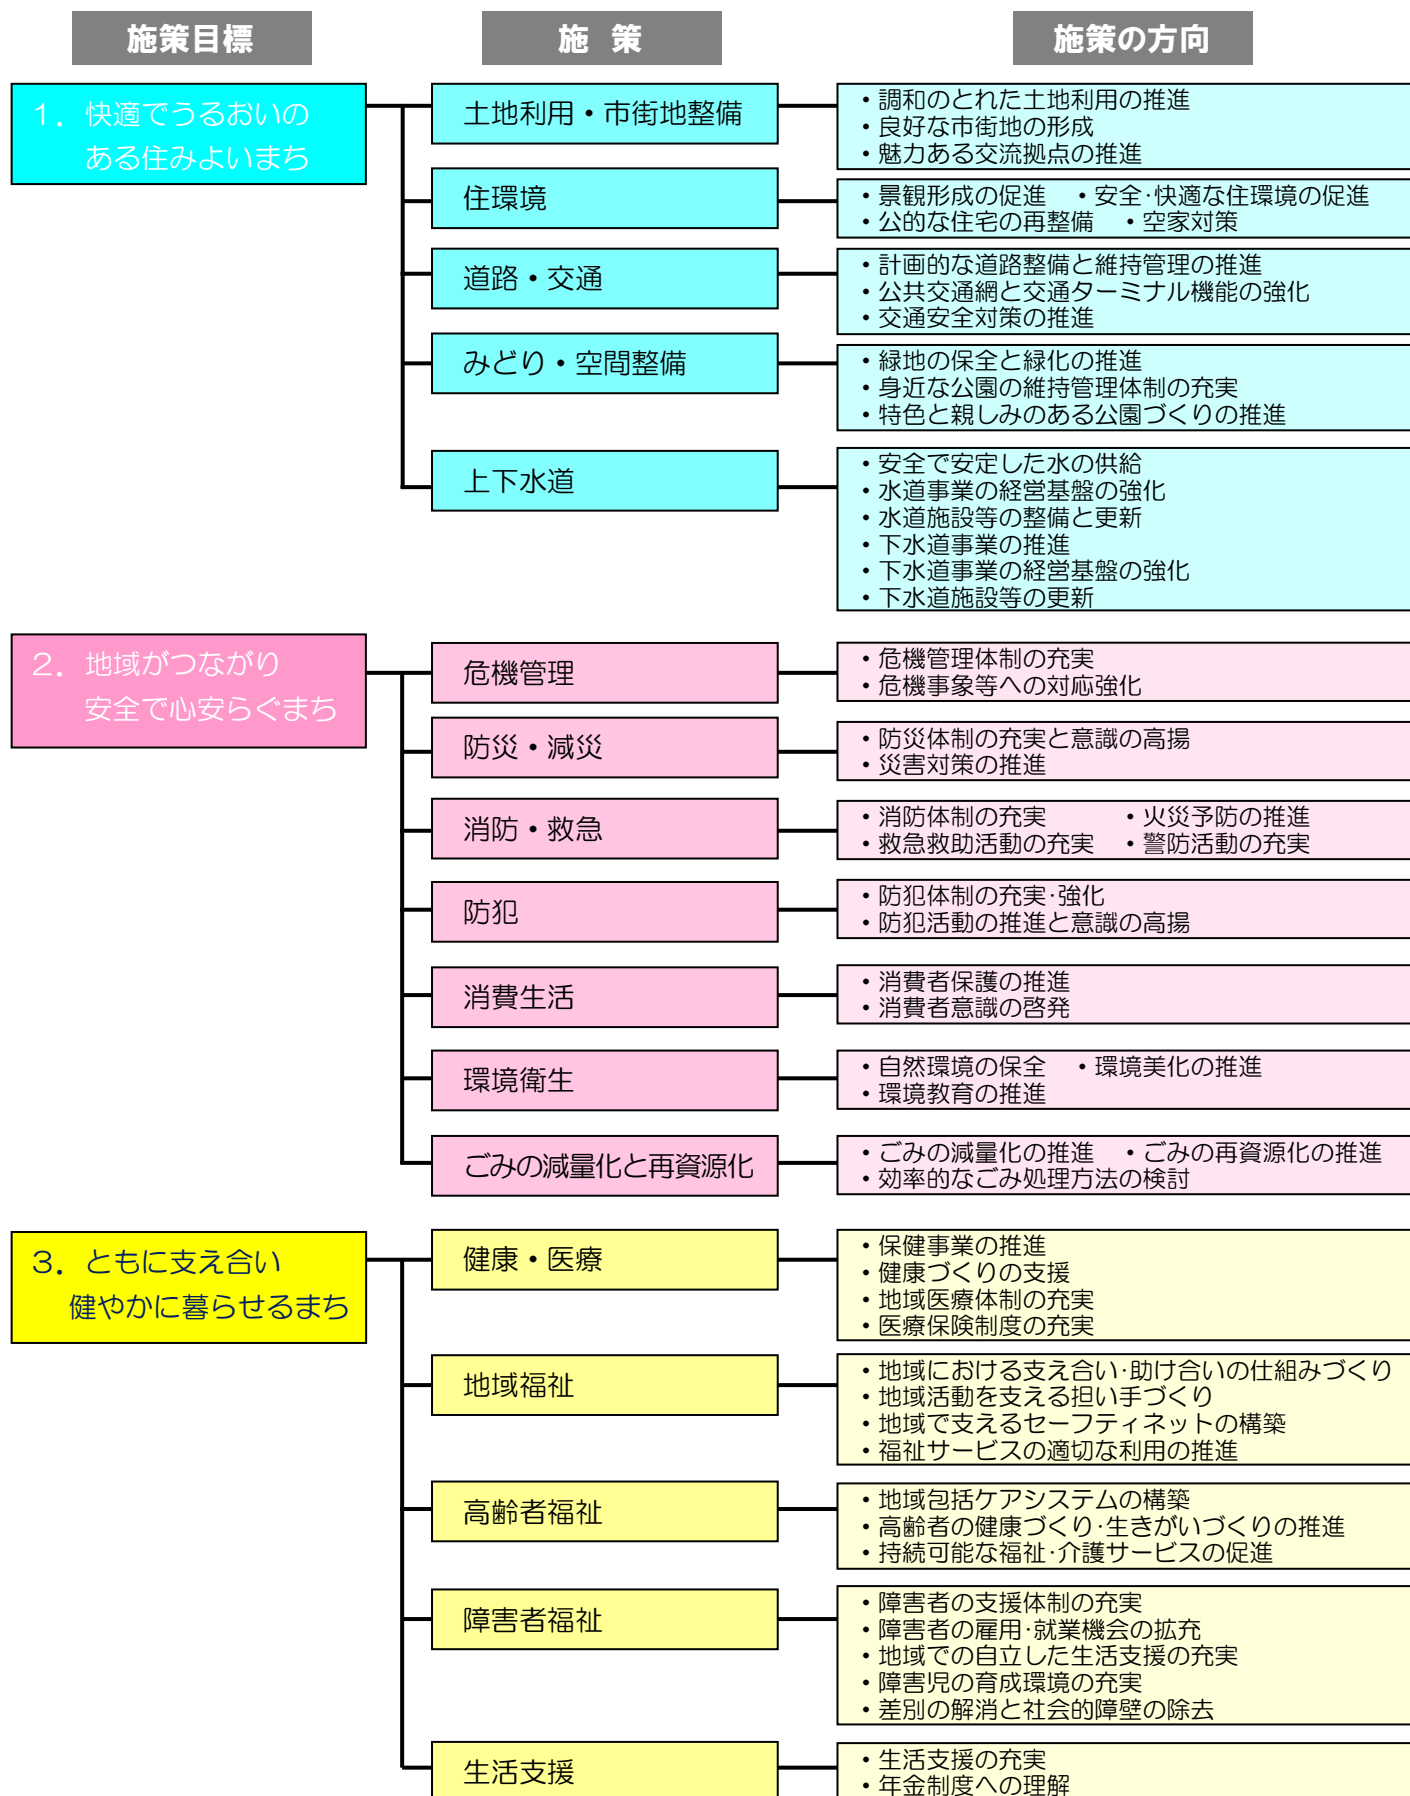 施策目標
施 策
施策の方向
1. 快適でうるおいの
ある住みよいまち
土地利用・市街地整備
・調和のとれた土地利用の推進
・良好な市街地の形成
・魅力ある交流拠点の推進
住環境
・景観形成の促進 ・安全･快適な住環境の促進
・公的な住宅の再整備 ・空家対策
道路・交通
・計画的な道路整備と維持管理の推進
・公共交通網と交通ターミナル機能の強化
・交通安全対策の推進
みどり・空間整備
・緑地の保全と緑化の推進
・身近な公園の維持管理体制の充実
・特色と親しみのある公園づくりの推進
上下水道
・安全で安定した水の供給
・水道事業の経営基盤の強化
・水道施設等の整備と更新
・下水道事業の推進
・下水道事業の経営基盤の強化
・下水道施設等の更新
2. 地域がつながり
安全で心安らぐまち
危機管理
・危機管理体制の充実
・危機事象等への対応強化
防災・減災
・防災体制の充実と意識の高揚
・災害対策の推進
消防・救急
・消防体制の充実 ・火災予防の推進
・救急救助活動の充実 ・警防活動の充実
防犯
・防犯体制の充実･強化
・防犯活動の推進と意識の高揚
消費生活
・消費者保護の推進
・消費者意識の啓発
環境衛生
・自然環境の保全 ・環境美化の推進
・環境教育の推進
ごみの減量化と再資源化
・ごみの減量化の推進 ・ごみの再資源化の推進
・効率的なごみ処理方法の検討
3. ともに支え合い
健やかに暮らせるまち
健康・医療
・保健事業の推進
・健康づくりの支援
・地域医療体制の充実
・医療保険制度の充実
地域福祉
・地域における支え合い･助け合いの仕組みづくり
・地域活動を支える担い手づくり
・地域で支えるセーフティネットの構築
・福祉サービスの適切な利用の推進
高齢者福祉
・地域包括ケアシステムの構築
・高齢者の健康づくり･生きがいづくりの推進
・持続可能な福祉･介護サービスの促進
障害者福祉
・障害者の支援体制の充実
・障害者の雇用･就業機会の拡充
・地域での自立した生活支援の充実
・障害児の育成環境の充実
・差別の解消と社会的障壁の除去
生活支援
・生活支援の充実
・年金制度への理解